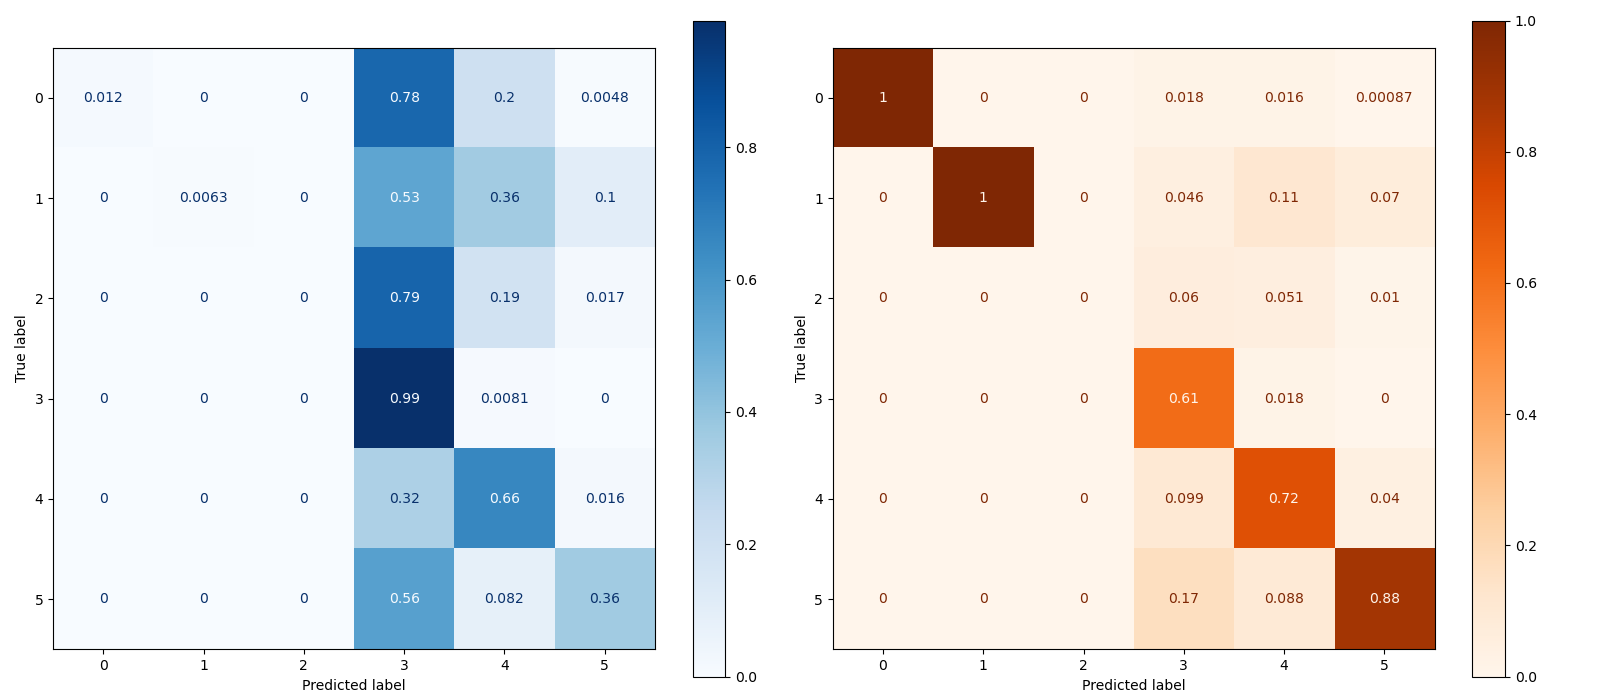 0 0.012 0 0 0.78 0.2 0.0048
1 0 0.0063 0 0.53 0.36 0.1
2 0 0 0 0.79 0.19 0.017
3 0 0 0 0.99 0.0081 0
4 0 0 0 0.32 0.66 0.016
5 0 0 0 0.56 0.082 0.36
0 1 2 3 4 5
True label
Predicted label
0.8
0.6
0.4
0.2
0.0
0 1 0 0 0.018 0.016 0.00087
1 0 1 0 0.046 0.11 0.07
2 0 0 0 0.06 0.051 0.01
3 0 0 0 0.61 0.018 0
4 0 0 0 0.099 0.72 0.04
5 0 0 0 0.17 0.088 0.88
0 1 2 3 4 5
True label
Predicted label
1.0
0.8
0.6
0.4
0.2
0.0